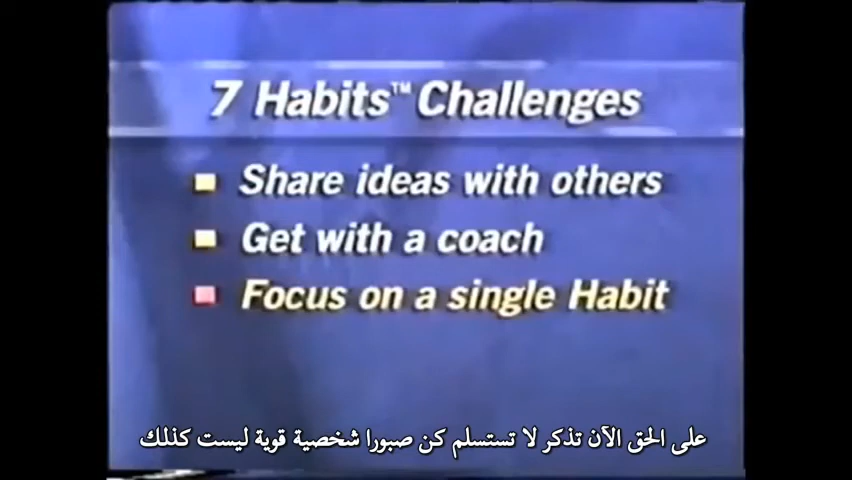 7 Habits™ Challenges
Share ideas with others
Get with a coach
Focus on a single Habit
على الحق الآن تذكر لا تستسلم كن صبورا شخصية قوية ليست كذلك